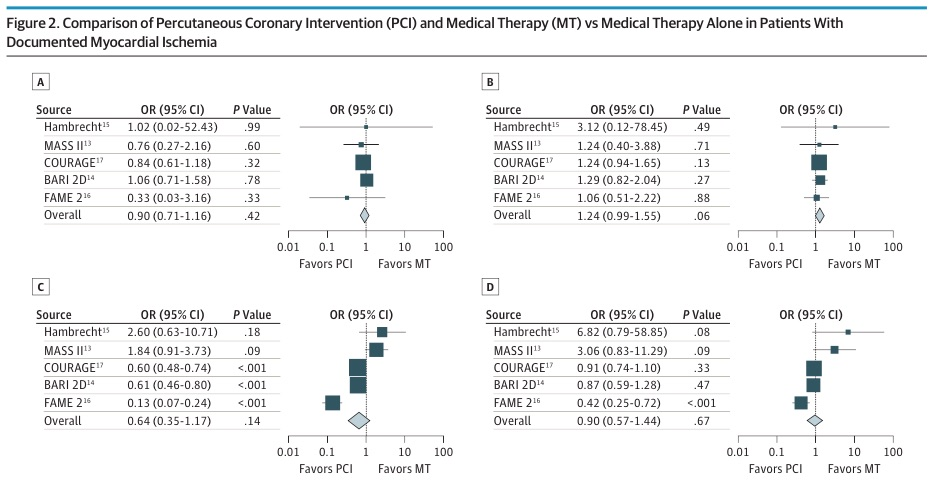 Figure 2. Comparison of Percutaneous Coronary Intervention (PCI) and Medical Therapy (MT) vs Medical Therapy Alone in Patients With
Documented Myocardial Ischemia
A
Source OR (95% CI) P Value OR (95% CI)
Hambrecht15 1.02 (0.02-52.43) .99
MASS II13 0.76 (0.27-2.16) .60
COURAGE17 0.84 (0.61-1.18) .32
BARI 2D14 1.06 (0.71-1.58) .78
FAME 216 0.33 (0.03-3.16) .33
Overall 0.90 (0.71-1.16) .42
0.01 0.1 1 10 100
Favors PCI Favors MT
B
Source OR (95% CI) P Value OR (95% CI)
Hambrecht15 3.12 (0.12-78.45) .49
MASS II13 1.24 (0.40-3.88) .71
COURAGE17 1.24 (0.94-1.65) .13
BARI 2D14 1.29 (0.82-2.04) .27
FAME 216 1.06 (0.51-2.22) .88
Overall 1.24 (0.99-1.55) .06
0.01 0.1 1 10 100
Favors PCI Favors MT
C
Source OR (95% CI) P Value OR (95% CI)
Hambrecht15 2.60 (0.63-10.71) .18
MASS II13 1.84 (0.91-3.73) .09
COURAGE17 0.60 (0.48-0.74) <.001
BARI 2D14 0.61 (0.46-0.80) <.001
FAME 216 0.13 (0.07-0.24) <.001
Overall 0.64 (0.35-1.17) .14
0.01 0.1 1 10 100
Favors PCI Favors MT
D
Source OR (95% CI) P Value OR (95% CI)
Hambrecht15 6.82 (0.79-58.85) .08
MASS II13 3.06 (0.83-11.29) .09
COURAGE17 0.91 (0.74-1.10) .33
BARI 2D14 0.87 (0.59-1.28) .47
FAME 216 0.42 (0.25-0.72) <.001
Overall 0.90 (0.57-1.44) .67
0.01 0.1 1 10 100
Favors PCI Favors MT